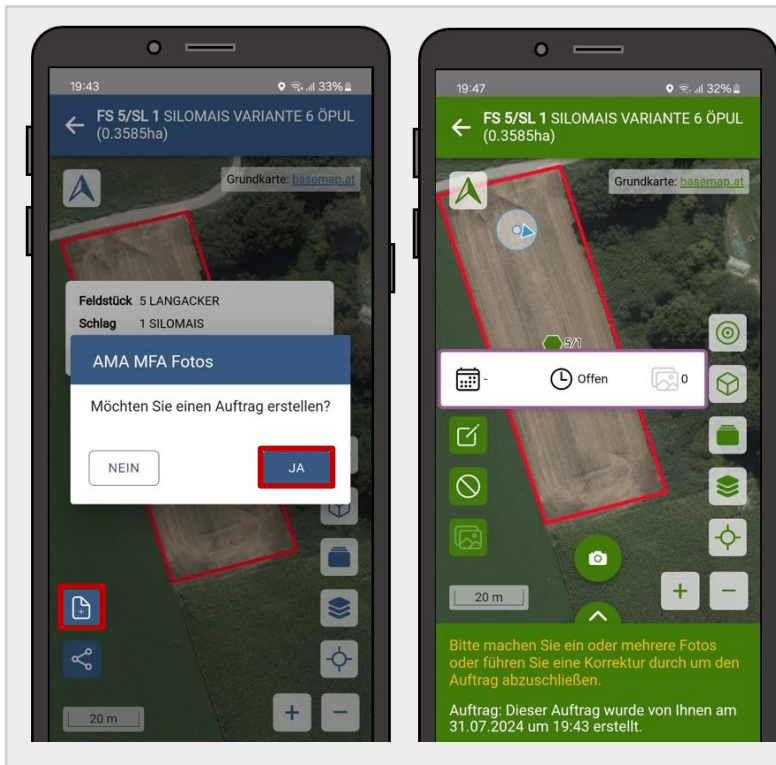 19:43
33%
FS 5/SL 1 SILOMAIS VARIANTE 6 ÖPUL
(0.3585ha)
Grundkarte: basemap.at
Feldstück 5 LANGACKER
Schlag 1 SILOMAIS
AMA MFA Fotos
Möchten Sie einen Auftrag erstellen?
NEIN
JA
20 m
+
−
19:47
32%
FS 5/SL 1 SILOMAIS VARIANTE 6 ÖPUL
(0.3585ha)
Grundkarte: basemap.at
5/1
-
Offen
0
20 m
+
−
Bitte machen Sie ein oder mehrere Fotos
oder führen Sie eine Korrektur durch um den
Auftrag abzuschließen.
Auftrag: Dieser Auftrag wurde von Ihnen am
31.07.2024 um 19:43 erstellt.